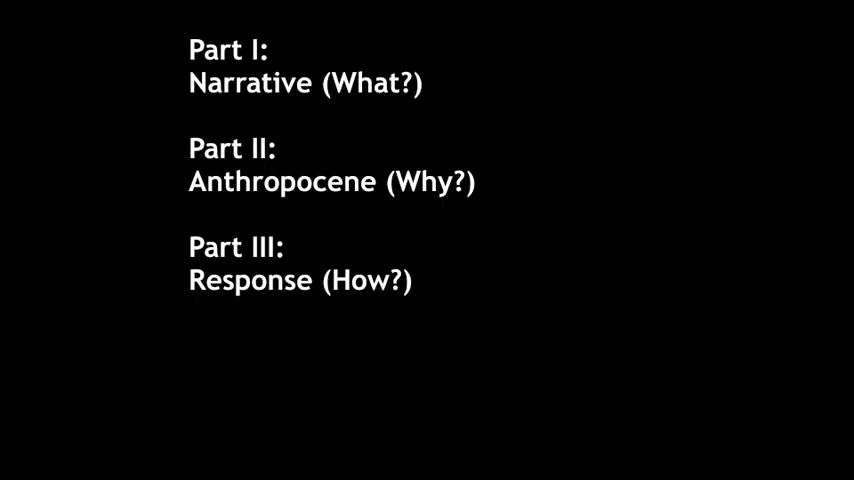 Part I:
Narrative (What?)
Part II:
Anthropocene (Why?)
Part III:
Response (How?)